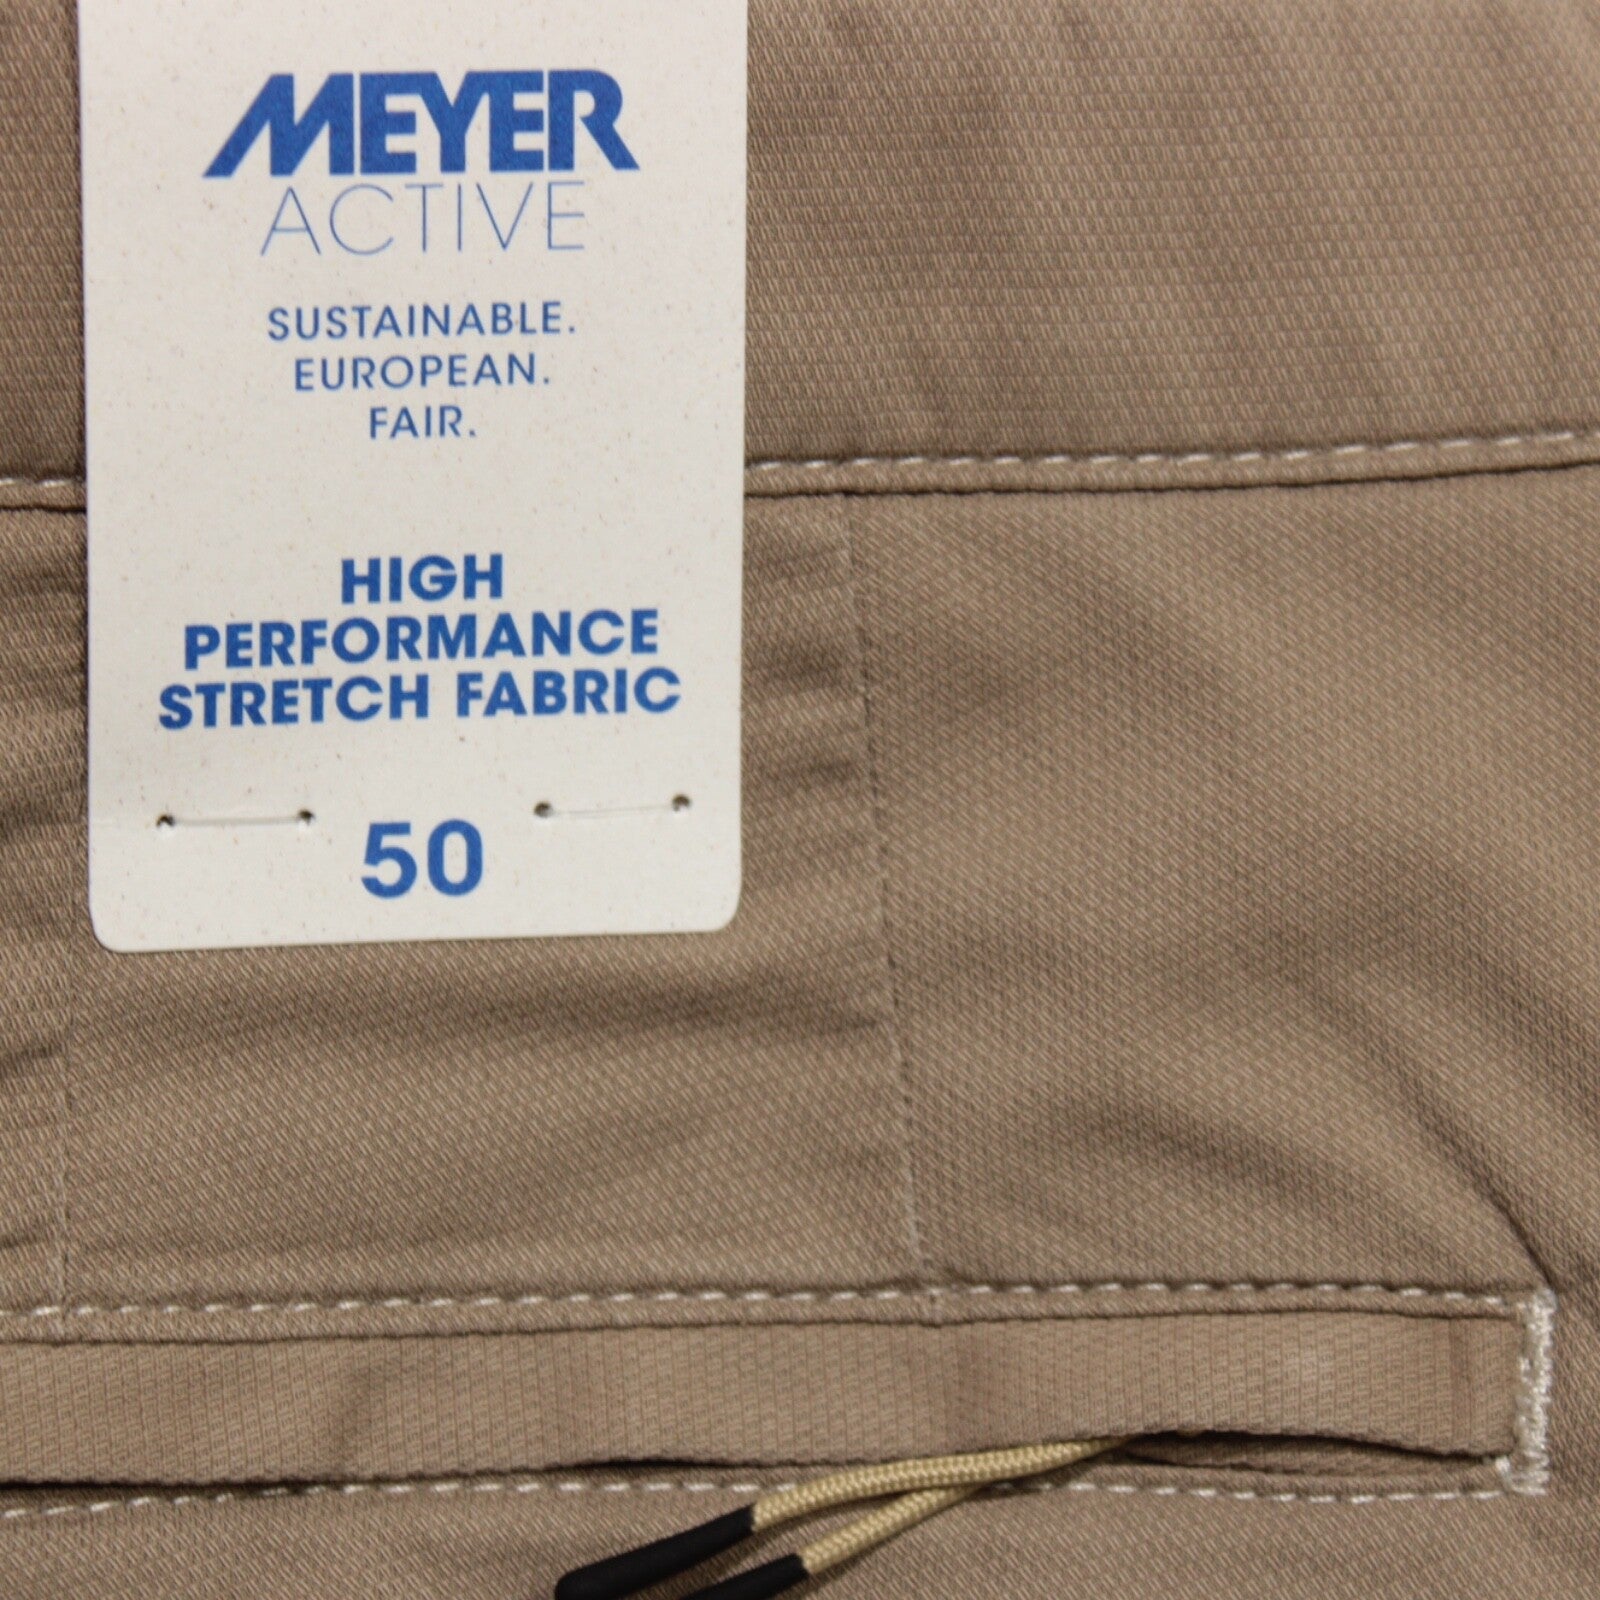 MEYER
ACTIVE
SUSTAINABLE.
EUROPEAN.
FAIR.
HIGH
PERFORMANCE
STRETCH FABRIC
50